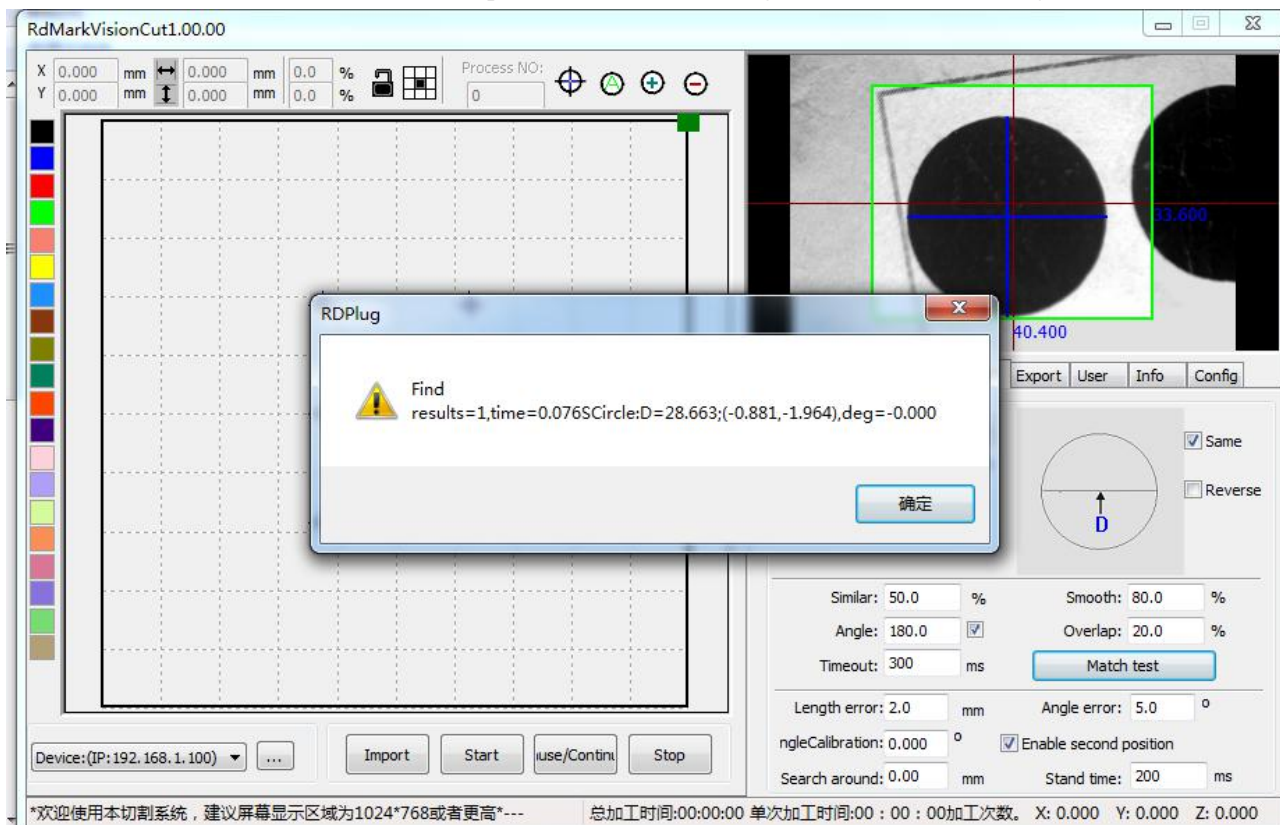 RdMarkVisionCut1.00.00
X 0.000 mm 0.000 mm 0.0 % Process NO:
Y 0.000 mm 0.000 mm 0.0 % 0
33.600
40.400
RDPlug
Find
results=1,time=0.076SCircle:D=28.663;(-0.881,-1.964),deg=-0.000
确定
Export User Info Config
Same
Reverse
D
Similar: 50.0 % Smooth: 80.0 %
Angle: 180.0 Overlap: 20.0 %
Timeout: 300 ms Match test
Length error: 2.0 mm Angle error: 5.0 °
ngleCalibration: 0.000 ° Enable second position
Search around: 0.00 mm Stand time: 200 ms
Device:(IP:192.168.1.100) ... Import Start use/Continu Stop
*欢迎使用本切割系统，建议屏幕显示区域为1024*768或者更高*--- 总加工时间:00:00:00 单次加工时间:00：00：00加工次数。 X: 0.000 Y: 0.000 Z: 0.000